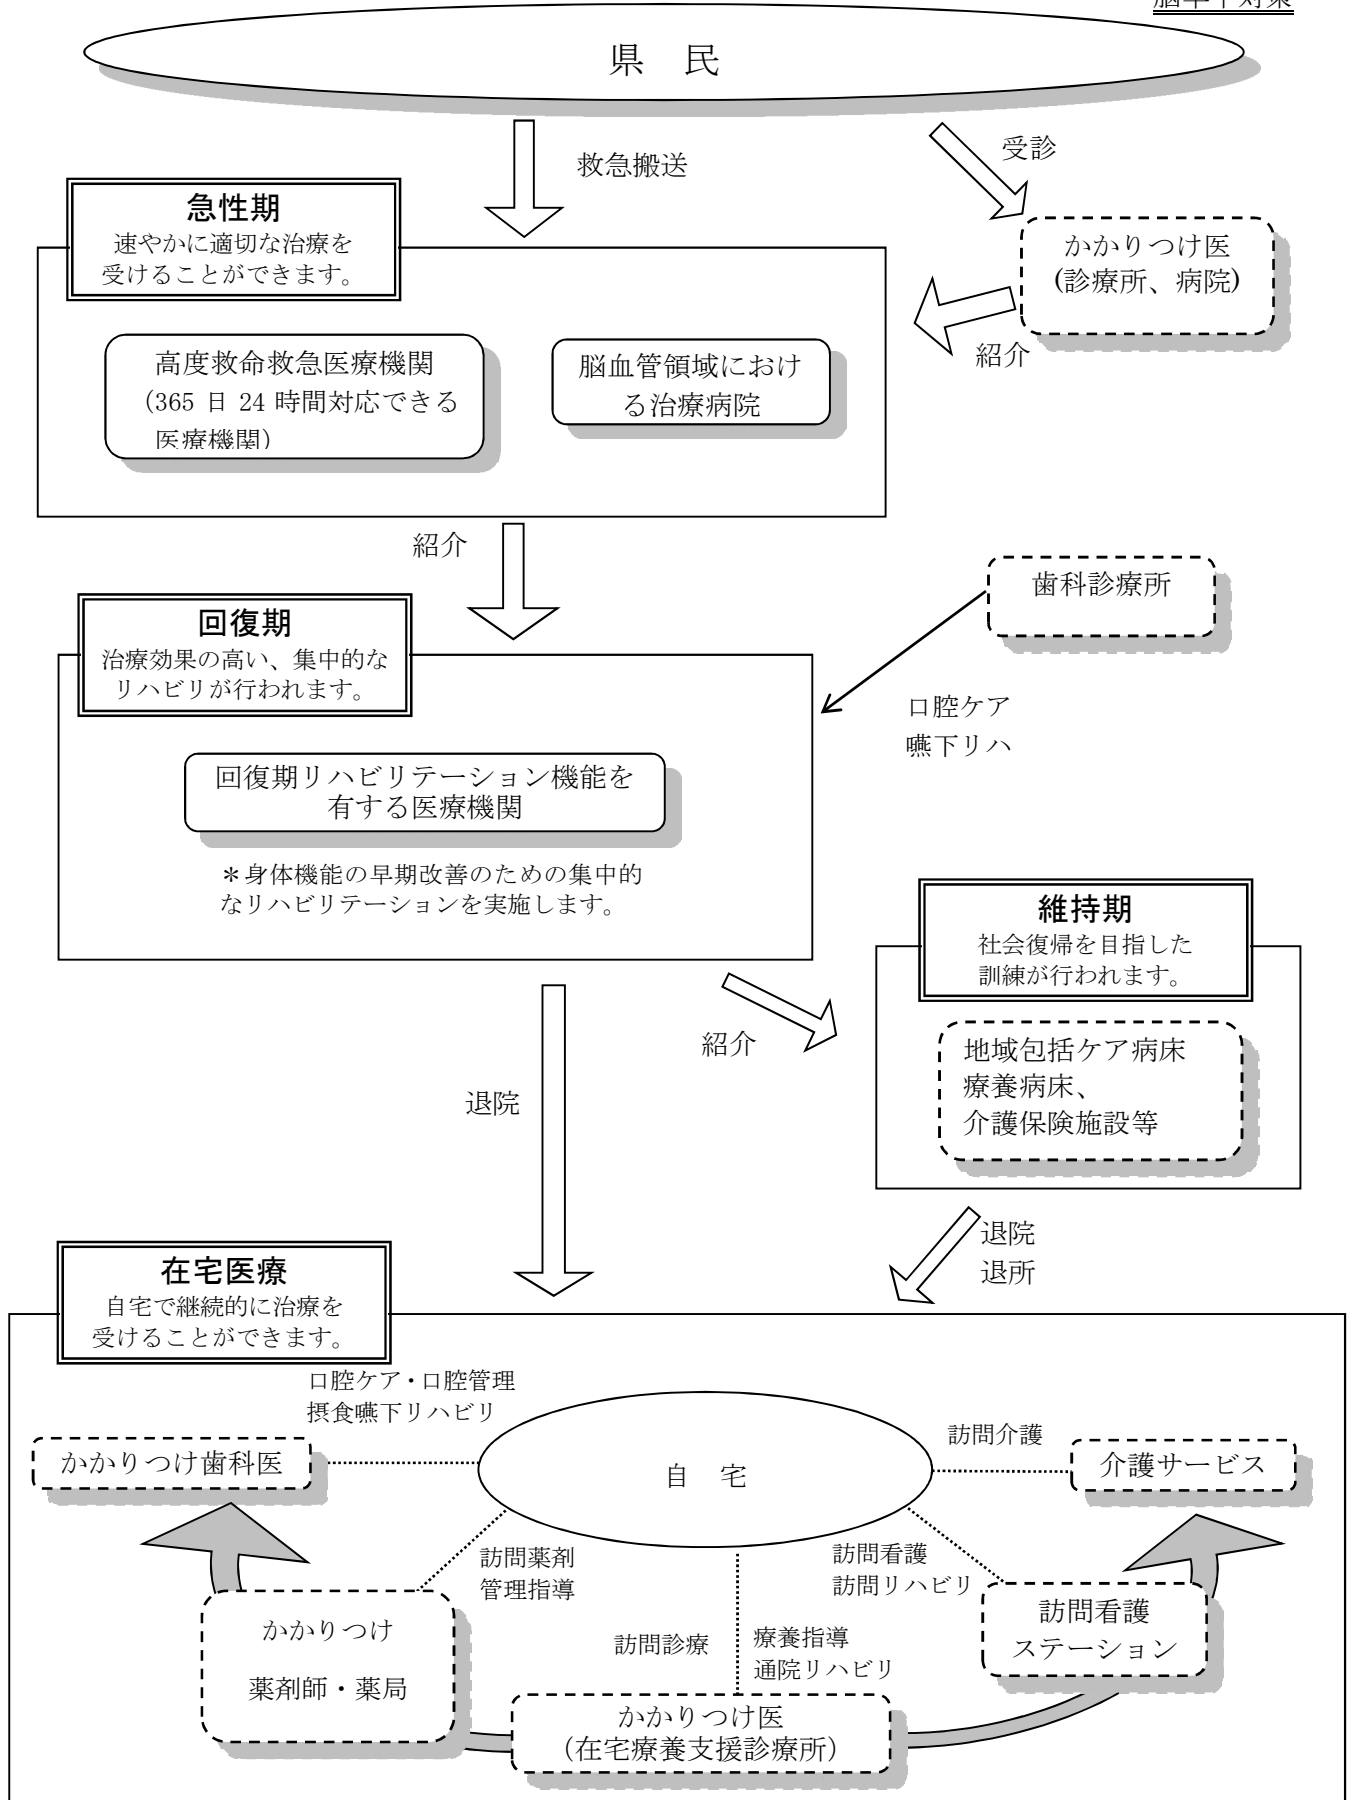 脳卒中対策
県　民
救急搬送
受診
急性期
速やかに適切な治療を
受けることができます。
かかりつけ医
(診療所、病院)
紹介
高度救命救急医療機関
（365 日 24 時間対応できる
医療機関）
脳血管領域におけ
る治療病院
紹介
歯科診療所
回復期
治療効果の高い、集中的な
リハビリが行われます。
口腔ケア
嚥下リハ
回復期リハビリテーション機能を
有する医療機関
＊身体機能の早期改善のための集中的
なリハビリテーションを実施します。
維持期
社会復帰を目指した
訓練が行われます。
紹介
地域包括ケア病床
療養病床、
介護保険施設等
退院
退院
退所
在宅医療
自宅で継続的に治療を
受けることができます。
口腔ケア・口腔管理
摂食嚥下リハビリ
かかりつけ歯科医
自　宅
訪問介護
介護サービス
訪問薬剤
管理指導
訪問看護
訪問リハビリ
かかりつけ
薬剤師・薬局
訪問診療
療養指導
通院リハビリ
訪問看護
ステーション
かかりつけ医
（在宅療養支援診療所）